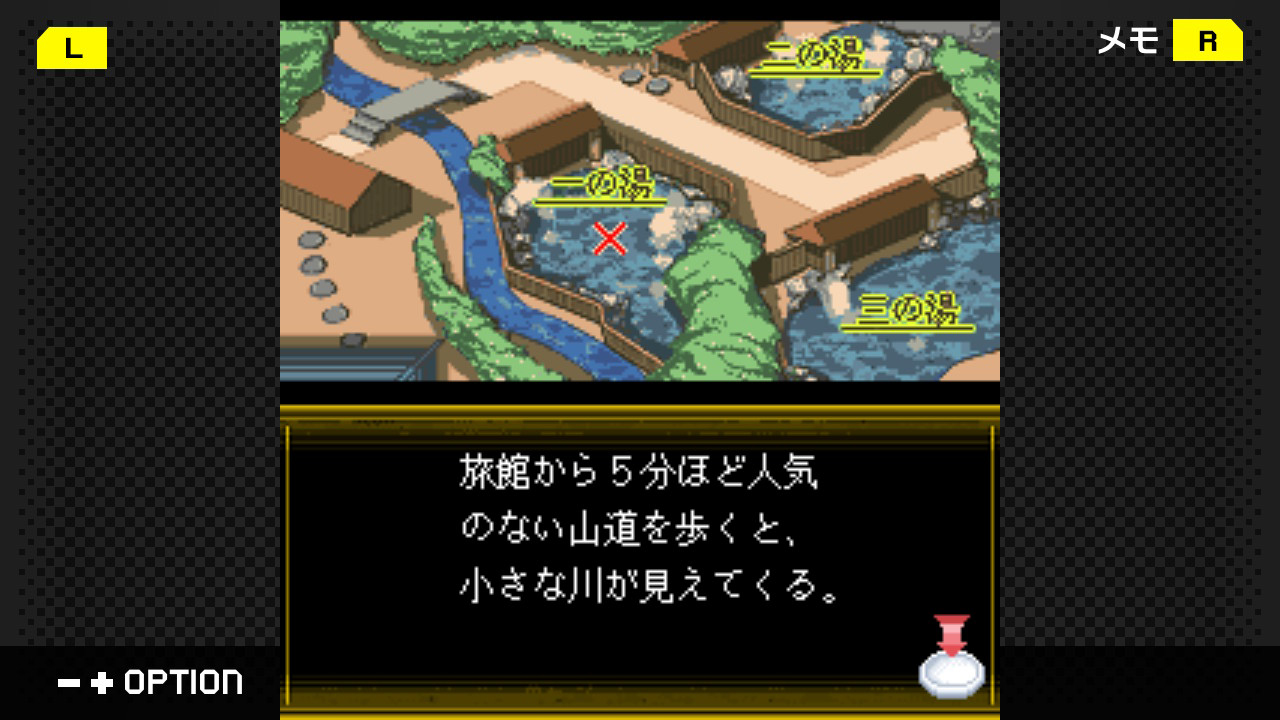 L
メモ R
二の湯
一の湯
三の湯
旅館から５分ほど人気
のない山道を歩くと、
小さな川が見えてくる。
OPTION